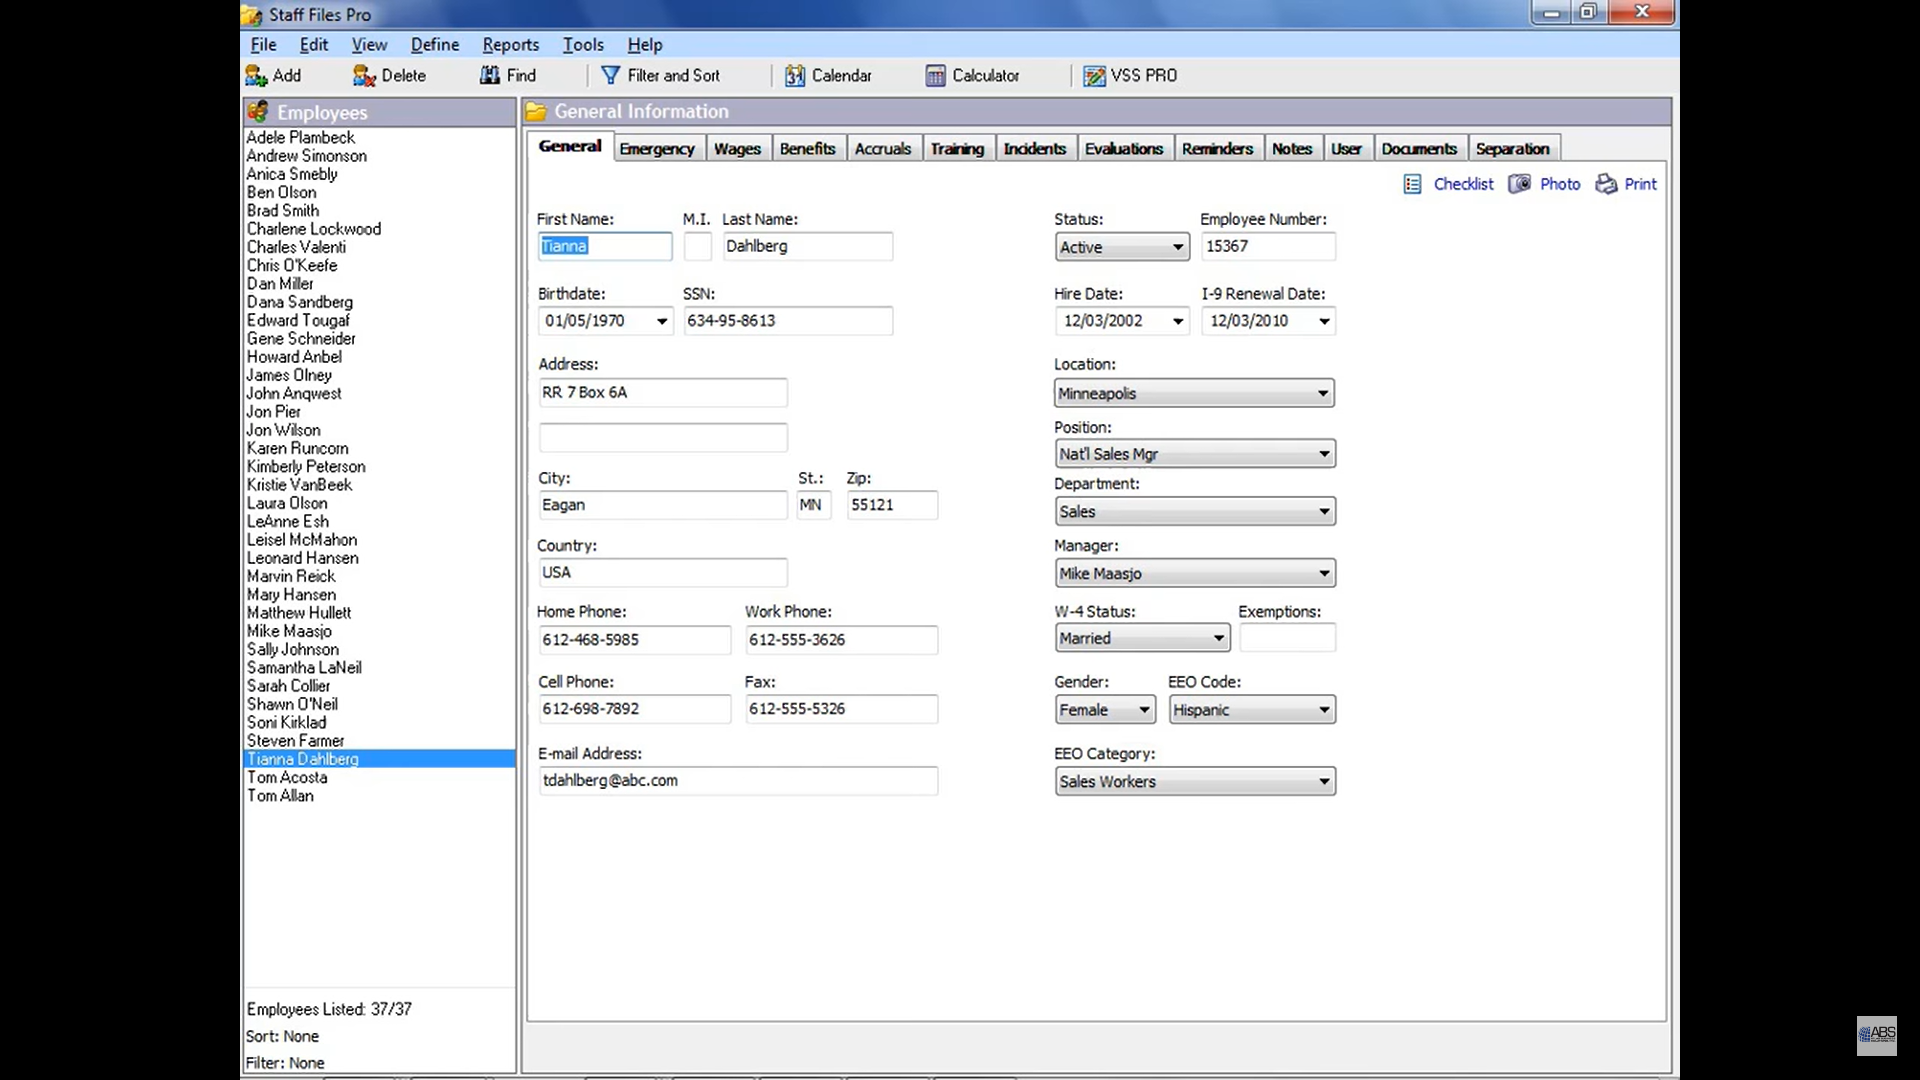 Staff Files Pro
File Edit View Define Reports Tools Help
Add Delete Find Filter and Sort Calendar Calculator VSS PRO
Employees
Adele Plambeck
Andrew Simonson
Anica Smebly
Ben Olson
Brad Smith
Charlene Lockwood
Charles Valenti
Chris O'Keefe
Dan Miller
Dana Sandberg
Edward Tougaf
Gene Schneider
Howard Anbel
James Olney
John Anqwest
Jon Pier
Jon Wilson
Karen Runcorn
Kimberly Peterson
Kristie VanBeek
Laura Olson
LeAnne Esh
Leisel McMahon
Leonard Hansen
Marvin Reick
Mary Hansen
Matthew Hullett
Mike Maasjo
Sally Johnson
Samantha LaNeil
Sarah Collier
Shawn O'Neil
Soni Kirklad
Steven Farmer
Tianna Dahlberg
Tom Acosta
Tom Allan
Employees Listed: 37/37
Sort: None
Filter: None
General Information
General Emergency Wages Benefits Accruals Training Incidents Evaluations Reminders Notes User Documents Separation
Checklist Photo Print
First Name: M.I. Last Name: Status: Employee Number:
Tianna Dahlberg Active 15367
Birthdate: SSN: Hire Date: I-9 Renewal Date:
01/05/1970 634-95-8613 12/03/2002 12/03/2010
Address: Location:
RR 7 Box 6A Minneapolis
Position:
Nat'l Sales Mgr
City: St.: Zip: Department:
Eagan MN 55121 Sales
Country: Manager:
USA Mike Maasjo
Home Phone: Work Phone: W-4 Status: Exemptions:
612-468-5985 612-555-3626 Married
Cell Phone: Fax: Gender: EEO Code:
612-698-7892 612-555-5326 Female Hispanic
E-mail Address: EEO Category:
tdahlberg@abc.com Sales Workers
ABS